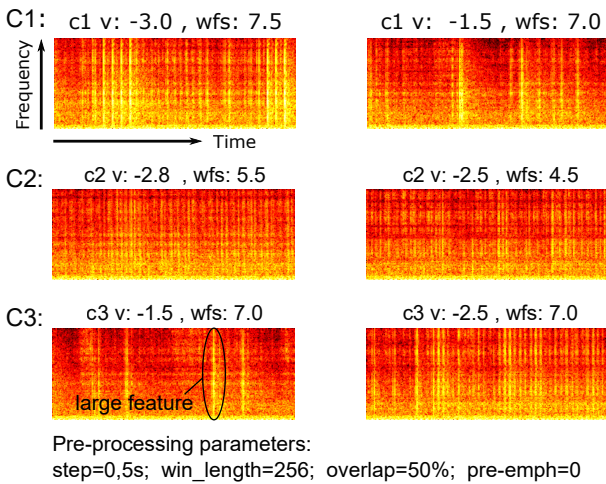 C1: c1 v: -3.0 , wfs: 7.5 c1 v: -1.5 , wfs: 7.0
Frequency
Time
C2: c2 v: -2.8 , wfs: 5.5 c2 v: -2.5 , wfs: 4.5
C3: c3 v: -1.5 , wfs: 7.0 c3 v: -2.5 , wfs: 7.0
large feature
Pre-processing parameters:
step=0,5s; win_length=256; overlap=50%; pre-emph=0